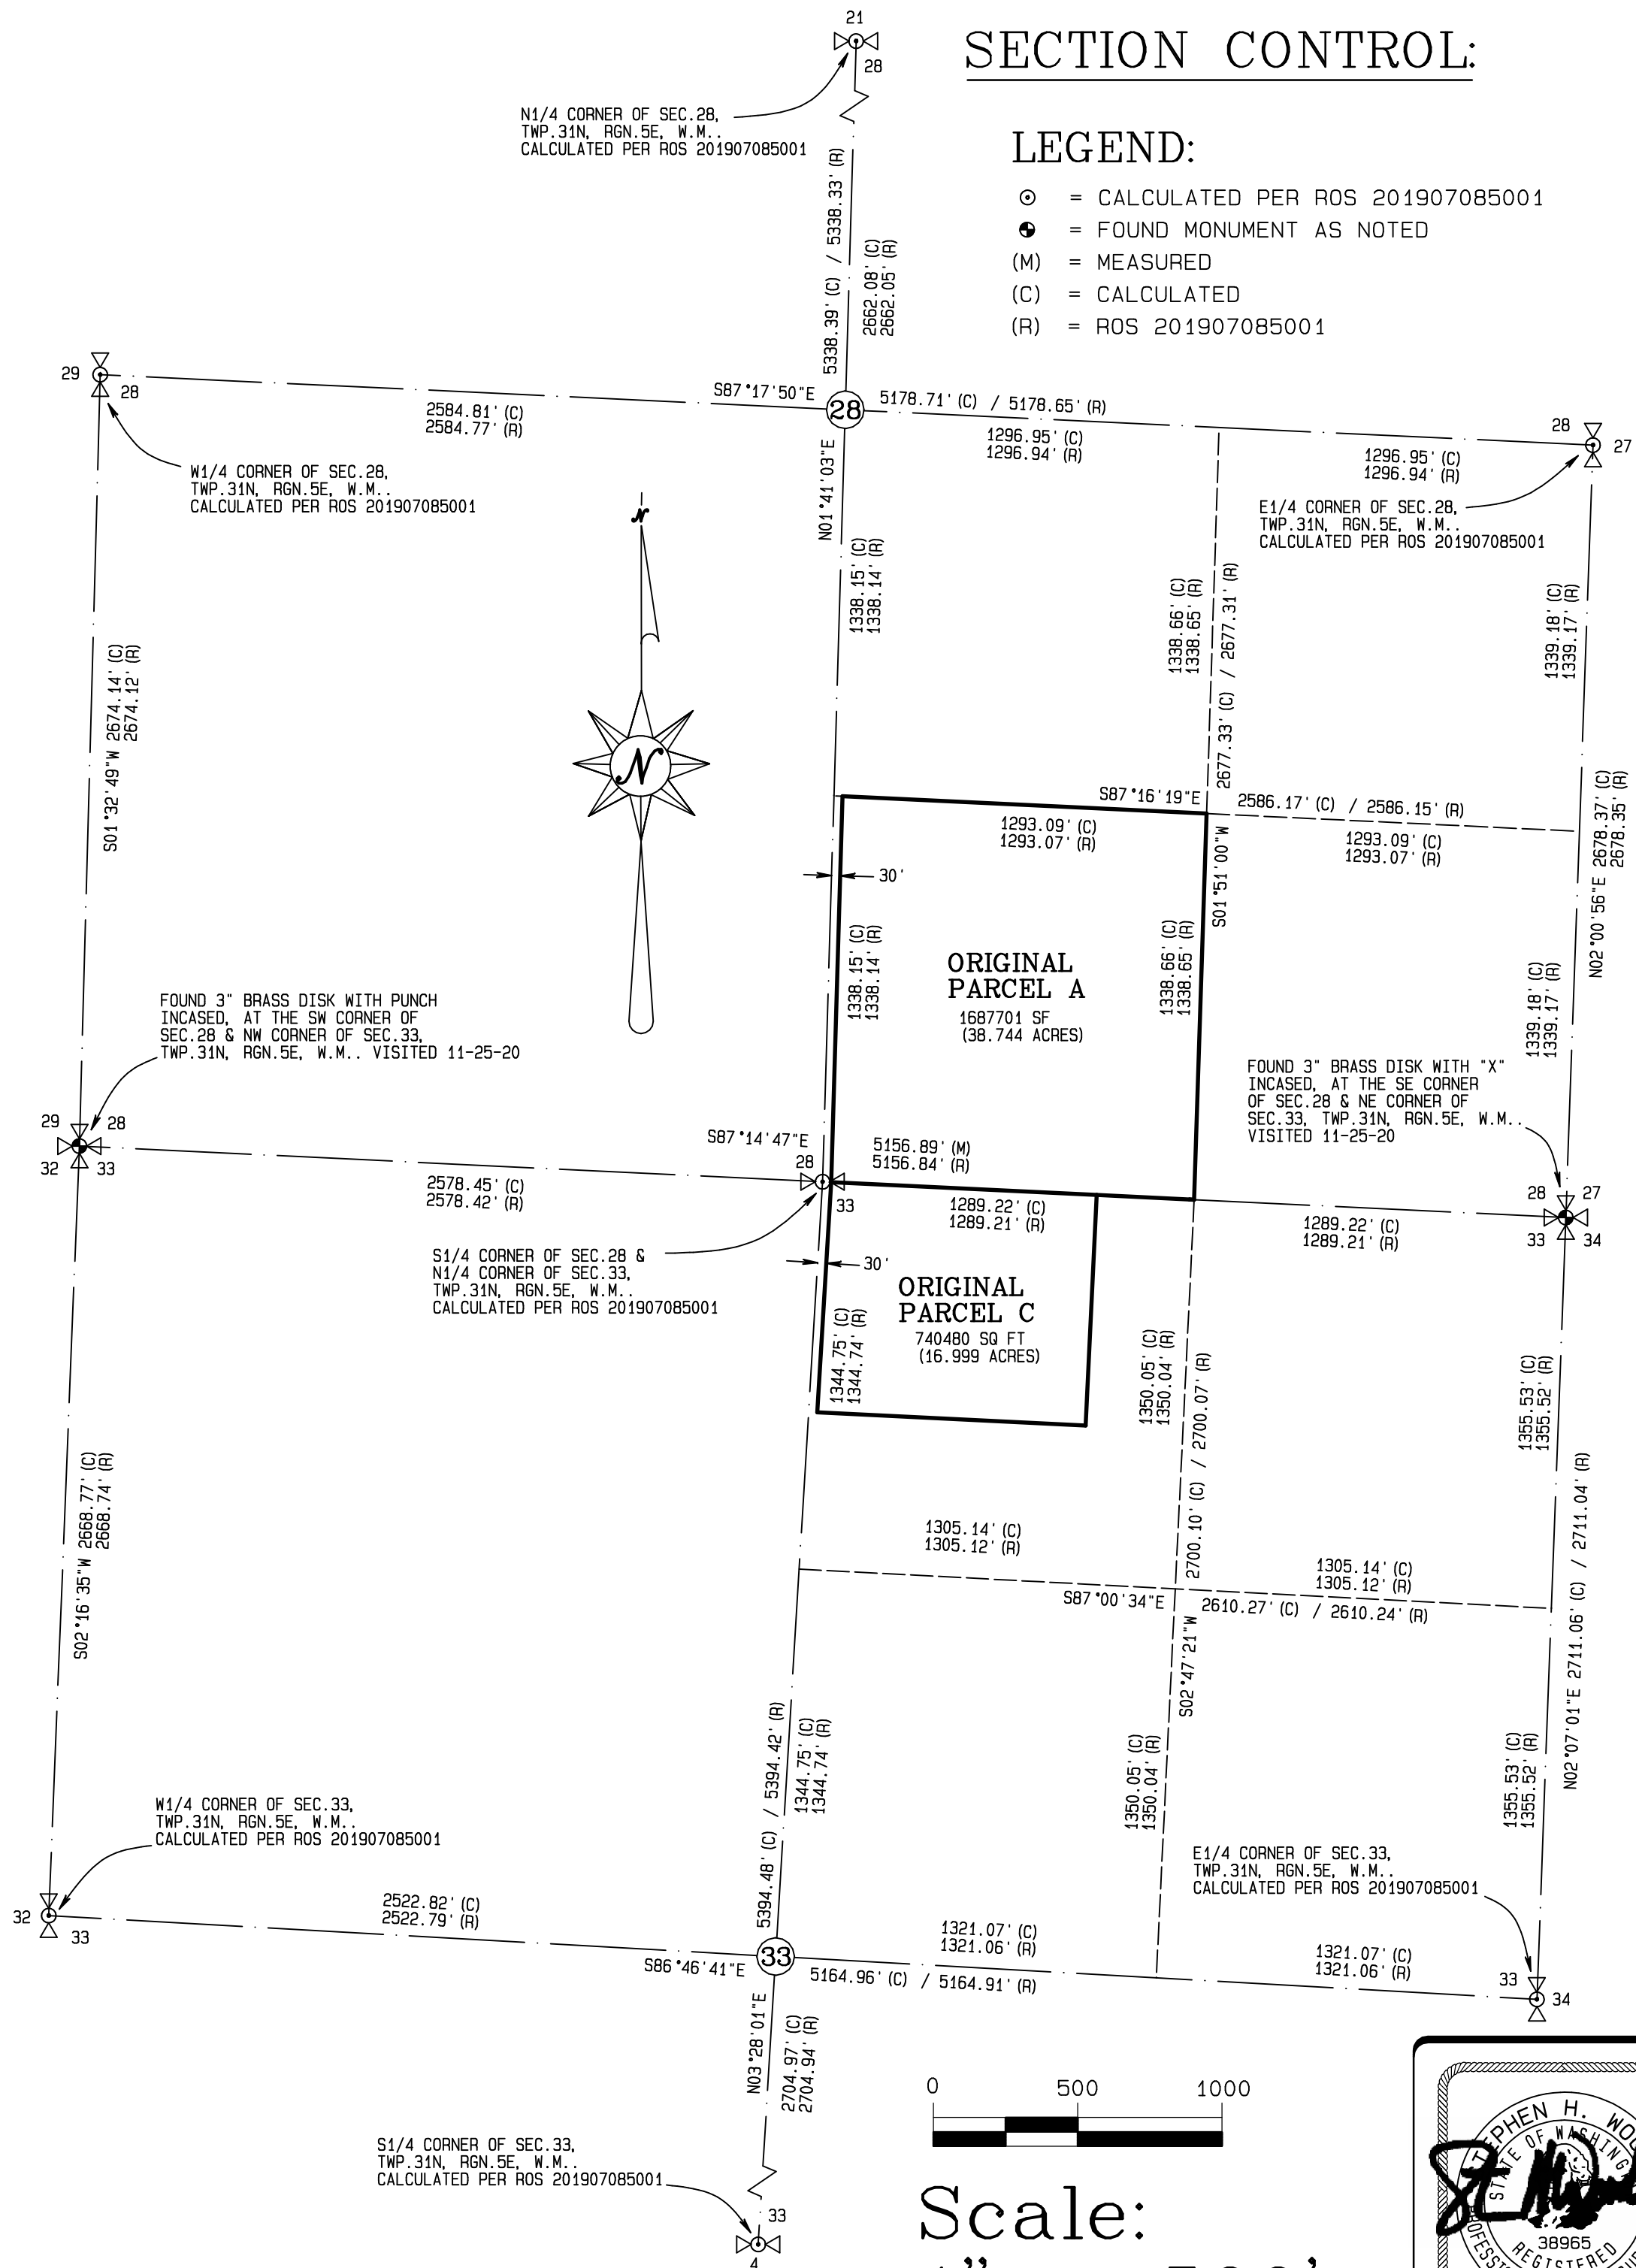 21
SECTION CONTROL:
28
N1/4 CORNER OF SEC.28,
TWP.31N, RGN.5E, W.M..
CALCULATED PER ROS 201907085001
LEGEND:
= CALCULATED PER ROS 201907085001
= FOUND MONUMENT AS NOTED
(M) = MEASURED
(C) = CALCULATED
(R) = ROS 201907085001
5338.39' (C) / 5338.33' (R)
2662.08' (C)
2662.05' (R)
29
28
S87°17'50"E
28
5178.71' (C) / 5178.65' (R)
2584.81' (C)
2584.77' (R)
1296.95' (C)
1296.94' (R)
1296.95' (C)
1296.94' (R)
28
27
W1/4 CORNER OF SEC.28,
TWP.31N, RGN.5E, W.M..
CALCULATED PER ROS 201907085001
N01°41'03"E
E1/4 CORNER OF SEC.28,
TWP.31N, RGN.5E, W.M..
CALCULATED PER ROS 201907085001
N
1338.15' (C)
1338.14' (R)
1338.66' (C)
1338.65' (R)
2677.33' (C) / 2677.31' (R)
1339.18' (C)
1339.17' (R)
S01°32'49"W 2674.14' (C)
2674.12' (R)
N
S87°16'19"E
2586.17' (C) / 2586.15' (R)
1293.09' (C)
1293.07' (R)
1293.09' (C)
1293.07' (R)
N02°00'56"E 2678.37' (C)
2678.35' (R)
30'
S01°51'00"W
1338.15' (C)
1338.14' (R)
ORIGINAL
PARCEL A
1687701 SF
(38.744 ACRES)
1338.66' (C)
1338.65' (R)
1339.18' (C)
1339.17' (R)
FOUND 3" BRASS DISK WITH PUNCH
INCASED, AT THE SW CORNER OF
SEC.28 & NW CORNER OF SEC.33,
TWP.31N, RGN.5E, W.M.. VISITED 11-25-20
FOUND 3" BRASS DISK WITH "X"
INCASED, AT THE SE CORNER
OF SEC.28 & NE CORNER OF
SEC.33, TWP.31N, RGN.5E, W.M..
VISITED 11-25-20
29
28
32
33
S87°14'47"E
5156.89' (M)
5156.84' (R)
28
33
2578.45' (C)
2578.42' (R)
1289.22' (C)
1289.21' (R)
1289.22' (C)
1289.21' (R)
28
27
33
34
S1/4 CORNER OF SEC.28 &
N1/4 CORNER OF SEC.33,
TWP.31N, RGN.5E, W.M..
CALCULATED PER ROS 201907085001
30'
ORIGINAL
PARCEL C
740480 SQ FT
(16.999 ACRES)
1344.75' (C)
1344.74' (R)
1350.05' (C)
1350.04' (R)
2700.10' (C) / 2700.07' (R)
1355.53' (C)
1355.52' (R)
S02°16'35"W 2668.77' (C)
2668.74' (R)
N02°07'01"E 2711.06' (C) / 2711.04' (R)
1305.14' (C)
1305.12' (R)
1305.14' (C)
1305.12' (R)
S87°00'34"E
2610.27' (C) / 2610.24' (R)
S02°47'21"W
5394.48' (C) / 5394.42' (R)
1344.75' (C)
1344.74' (R)
1350.05' (C)
1350.04' (R)
1355.53' (C)
1355.52' (R)
W1/4 CORNER OF SEC.33,
TWP.31N, RGN.5E, W.M..
CALCULATED PER ROS 201907085001
E1/4 CORNER OF SEC.33,
TWP.31N, RGN.5E, W.M..
CALCULATED PER ROS 201907085001
32
33
2522.82' (C)
2522.79' (R)
S86°46'41"E
33
1321.07' (C)
1321.06' (R)
5164.96' (C) / 5164.91' (R)
1321.07' (C)
1321.06' (R)
33
34
N03°28'01"E
2704.97' (C)
2704.94' (R)
0 500 1000
S1/4 CORNER OF SEC.33,
TWP.31N, RGN.5E, W.M..
CALCULATED PER ROS 201907085001
33
4
Scale:
STEPHEN H.
STATE OF
38965
REGISTERED